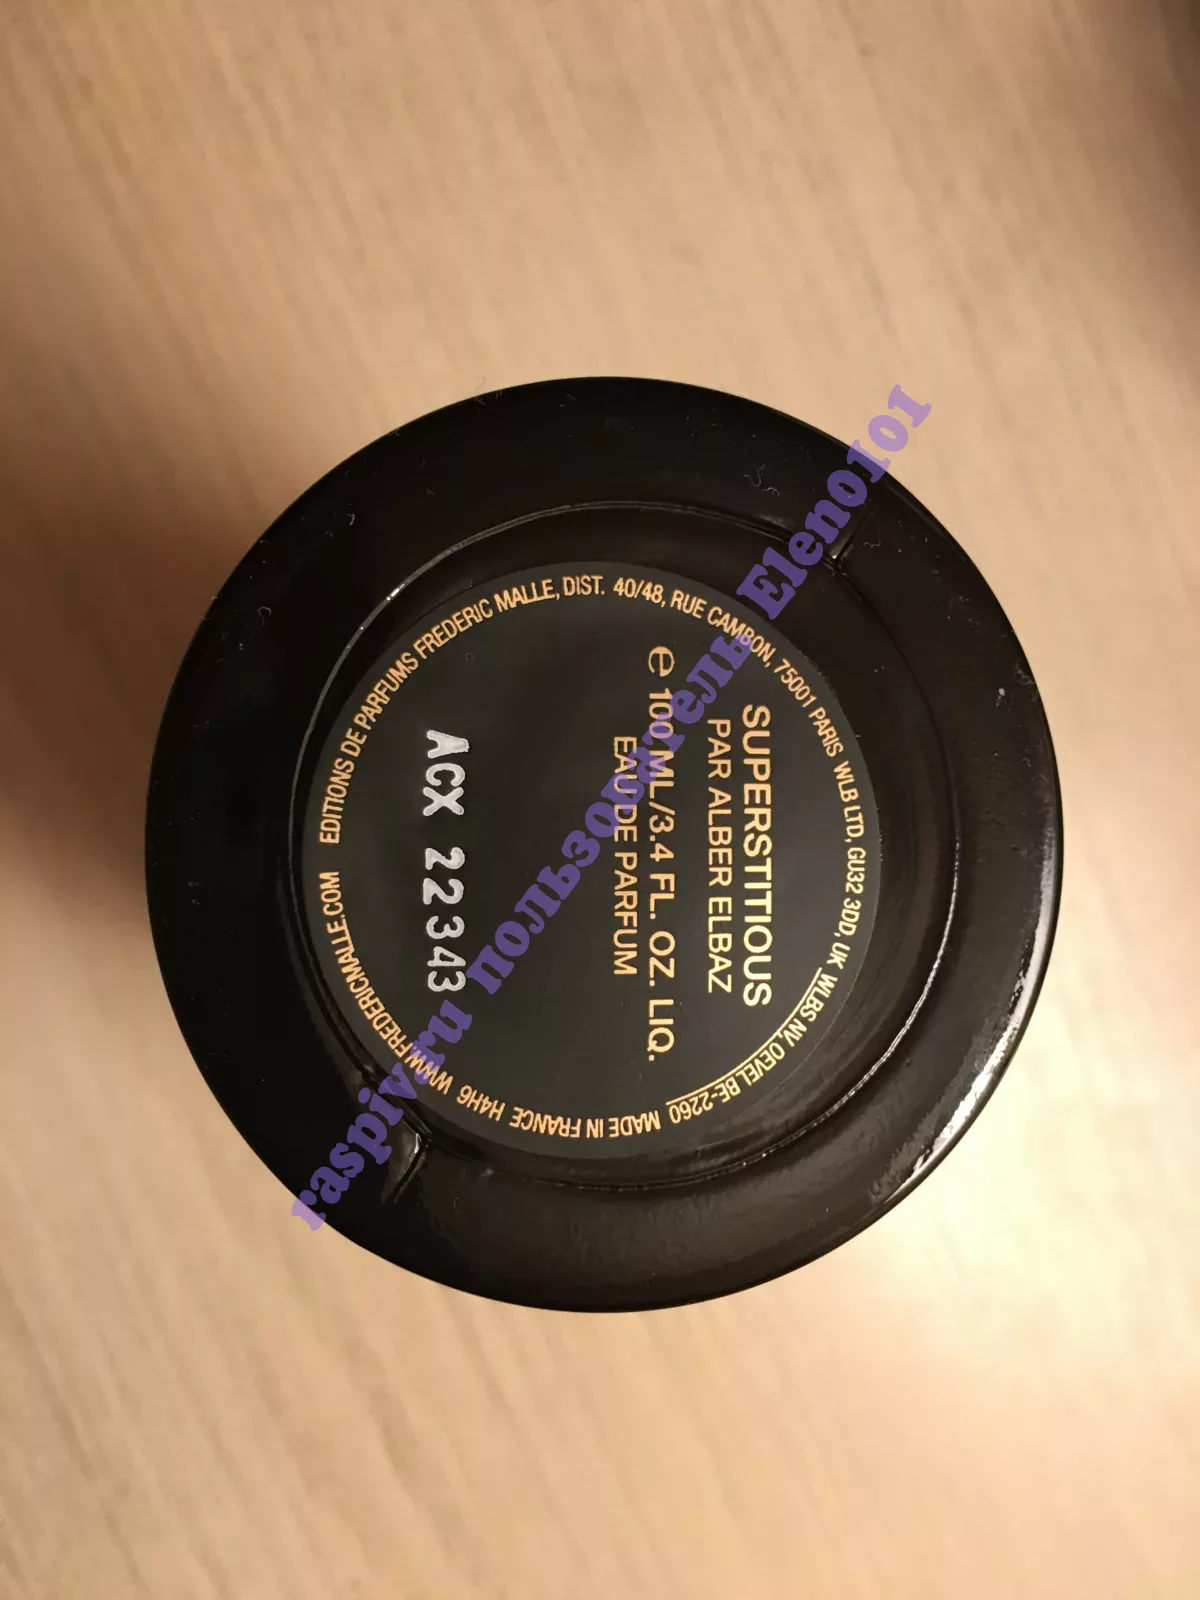 SUPERSTITIOUS
PAR ALBER ELBAZ
℮ 100 ML/3.4 FL. OZ. LIQ.
EAU DE PARFUM
ACX 22343
EDITIONS DE PARFUMS FREDERIC MALLE, DIST. 40/48, RUE CAMBON, 75001 PARIS WLB LTD, GU32 3DD, UK WLBS NV, OEVEL BE-2260 MADE IN FRANCE H4H6 WWW.FREDERICMALLE.COM
raspiv.ru пользователь Elen0101